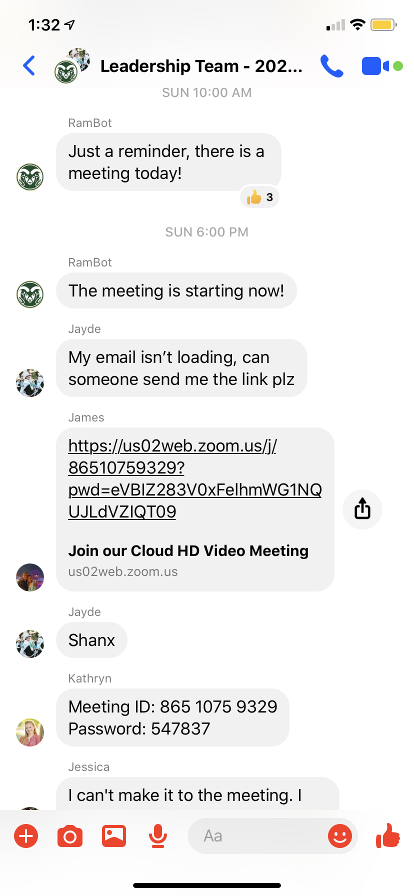 1:32
Leadership Team - 202...
SUN 10:00 AM
RamBot
Just a reminder, there is a
meeting today!
3
SUN 6:00 PM
RamBot
The meeting is starting now!
Jayde
My email isn't loading, can
someone send me the link plz
James
https://us02web.zoom.us/j/
86510759329?
pwd=eVBIZ283V0xFelhmWG1NQ
UJLdVZlQT09
Join our Cloud HD Video Meeting
us02web.zoom.us
Jayde
Shanx
Kathryn
Meeting ID: 865 1075 9329
Password: 547837
Jessica
I can't make it to the meeting. I
Aa